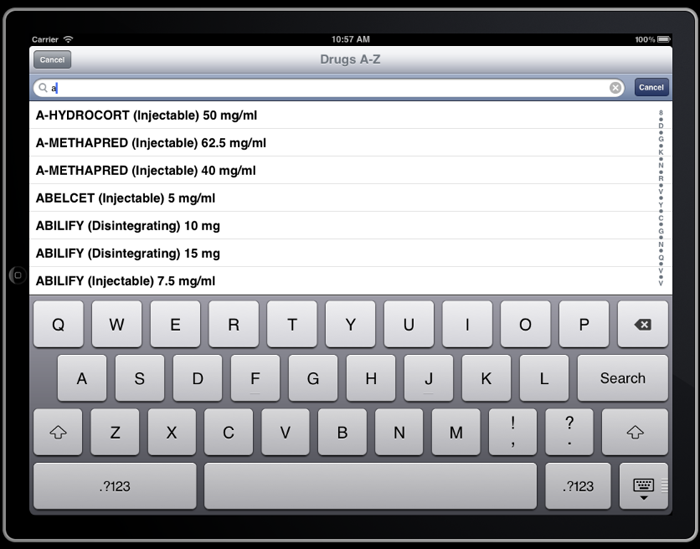 Carrier 10:57 AM 100%
Cancel Drugs A-Z
a Cancel
A-HYDROCORT (Injectable) 50 mg/ml
A-METHAPRED (Injectable) 62.5 mg/ml
A-METHAPRED (Injectable) 40 mg/ml
ABELCET (Injectable) 5 mg/ml
ABILIFY (Disintegrating) 10 mg
ABILIFY (Disintegrating) 15 mg
ABILIFY (Injectable) 7.5 mg/ml
Q W E R T Y U I O P
A S D F G H J K L Search
Z X C V B N M ! , ? .
.?123 .?123